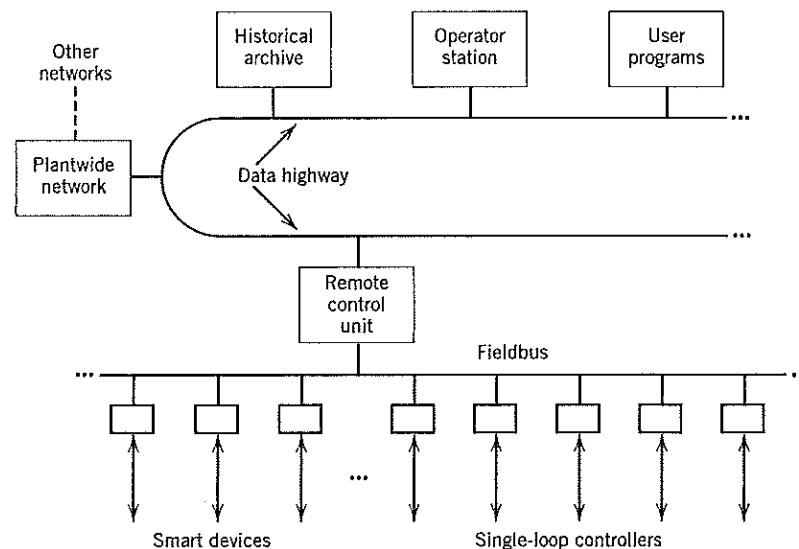 Other
networks
Historical
archive
Operator
station
User
programs
...
Plantwide
network
Data highway
...
Remote
control
unit
Fieldbus
...
...
Smart devices
Single-loop controllers